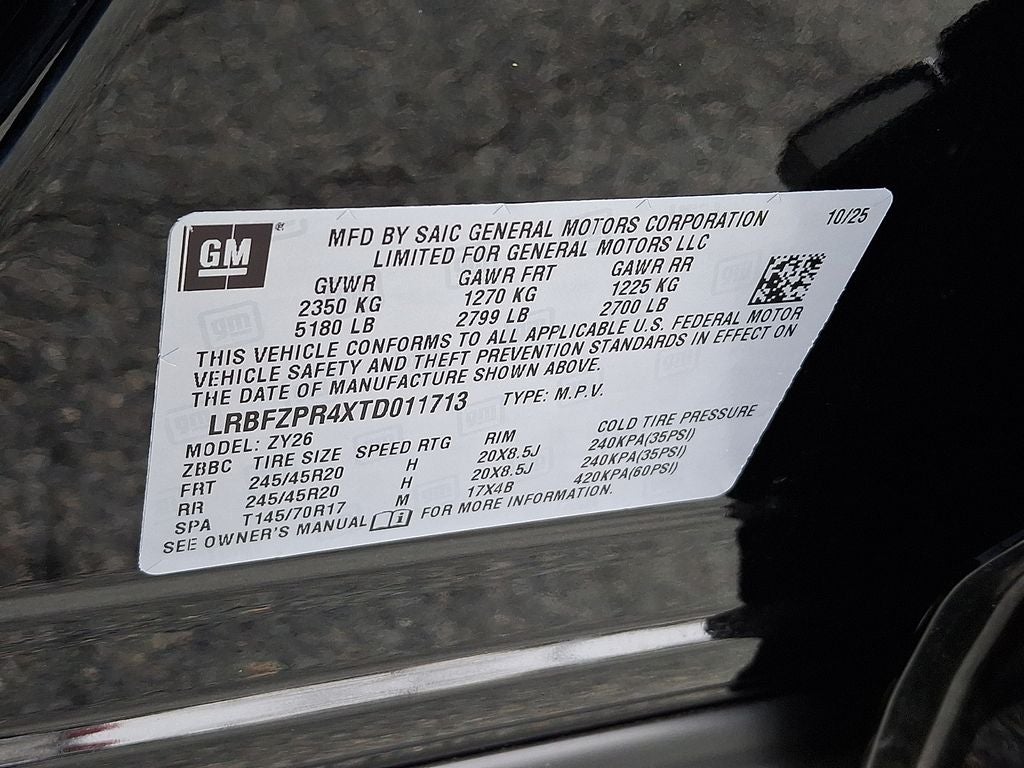 GM
MFD BY SAIC GENERAL MOTORS CORPORATION
LIMITED FOR GENERAL MOTORS LLC
10/25
GVWR GAWR FRT GAWR RR
2350 KG 1270 KG 1225 KG
5180 LB 2799 LB 2700 LB
THIS VEHICLE CONFORMS TO ALL APPLICABLE U.S. FEDERAL MOTOR
VEHICLE SAFETY AND THEFT PREVENTION STANDARDS IN EFFECT ON
THE DATE OF MANUFACTURE SHOWN ABOVE.
LRBFZPR4XTD011713 TYPE: M.P.V.
MODEL: ZY26
ZBBC TIRE SIZE SPEED RTG RIM COLD TIRE PRESSURE
FRT 245/45R20 H 20X8.5J 240KPA(35PSI)
RR 245/45R20 H 20X8.5J 240KPA(35PSI)
SPA T145/70R17 M 17X4B 420KPA(60PSI)
SEE OWNER'S MANUAL FOR MORE INFORMATION.